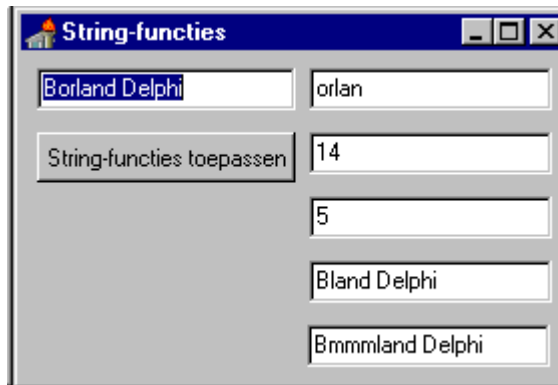 String-functies
Borland Delphi
orlan
String-functies toepassen
14
5
Bland Delphi
Bmmmland Delphi